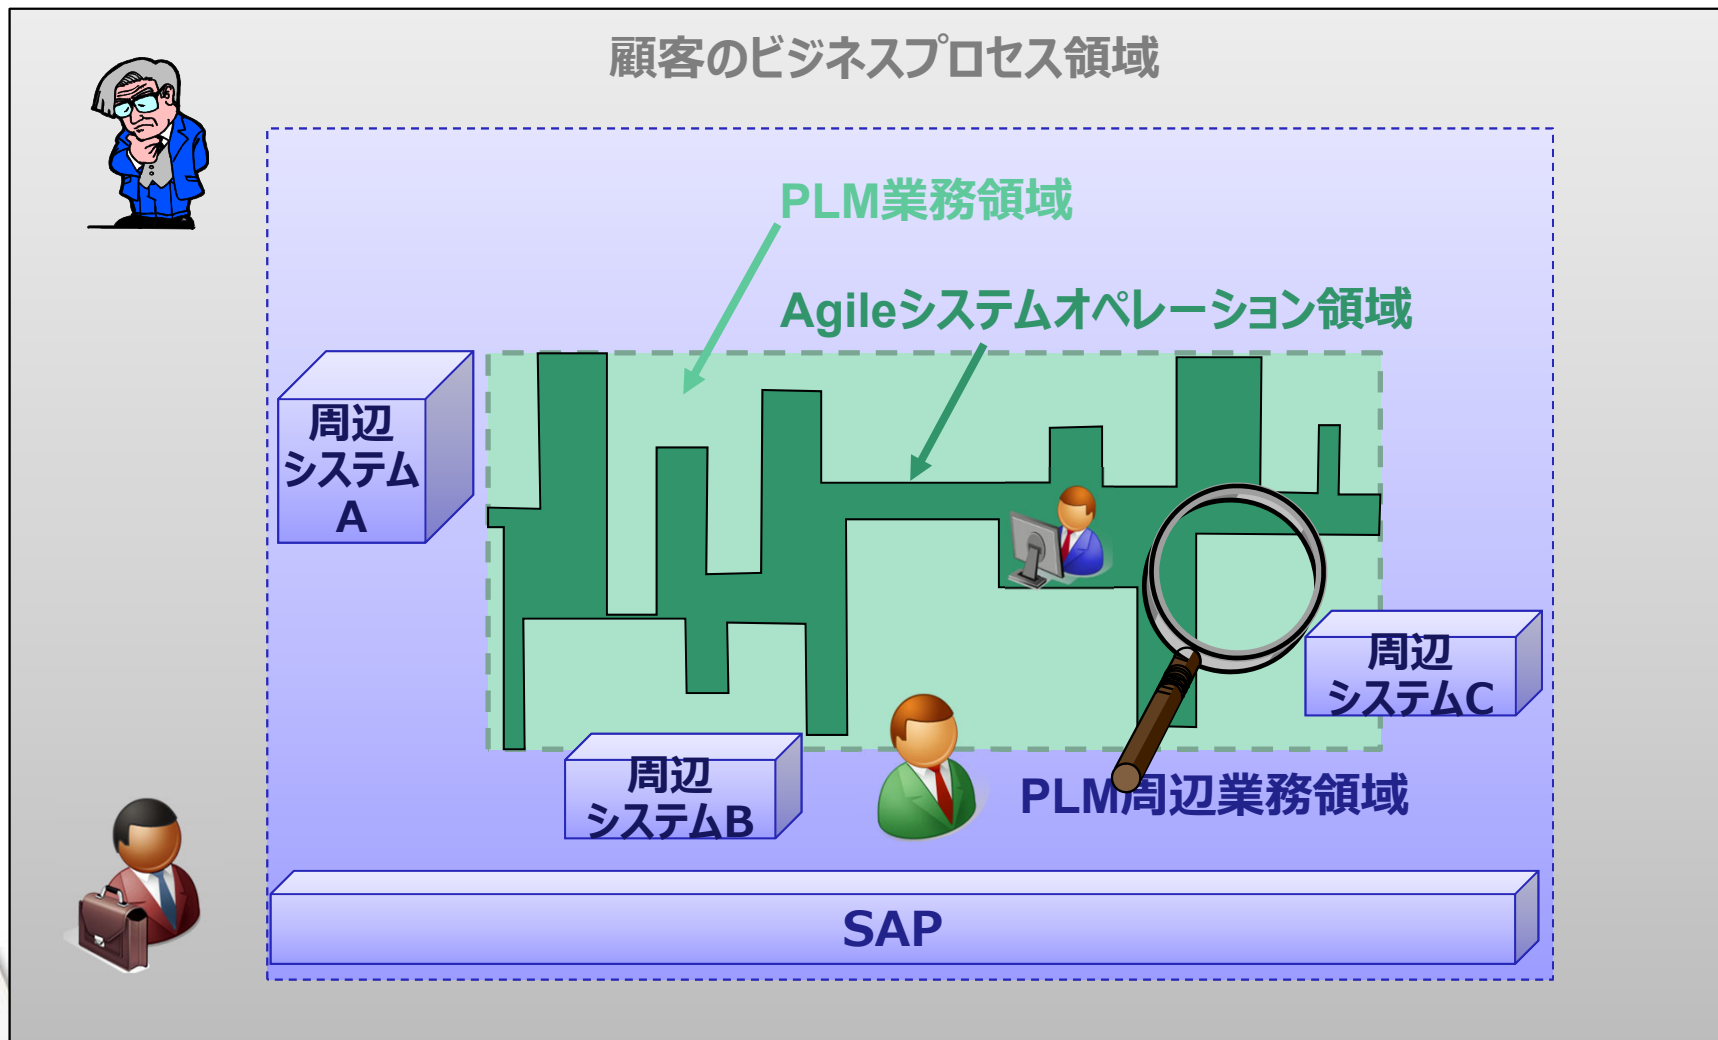 顧客のビジネスプロセス領域
PLM業務領域
Agileシステムオペレーション領域
周辺
システム
A
周辺
システムC
周辺
システムB
PLM周辺業務領域
SAP